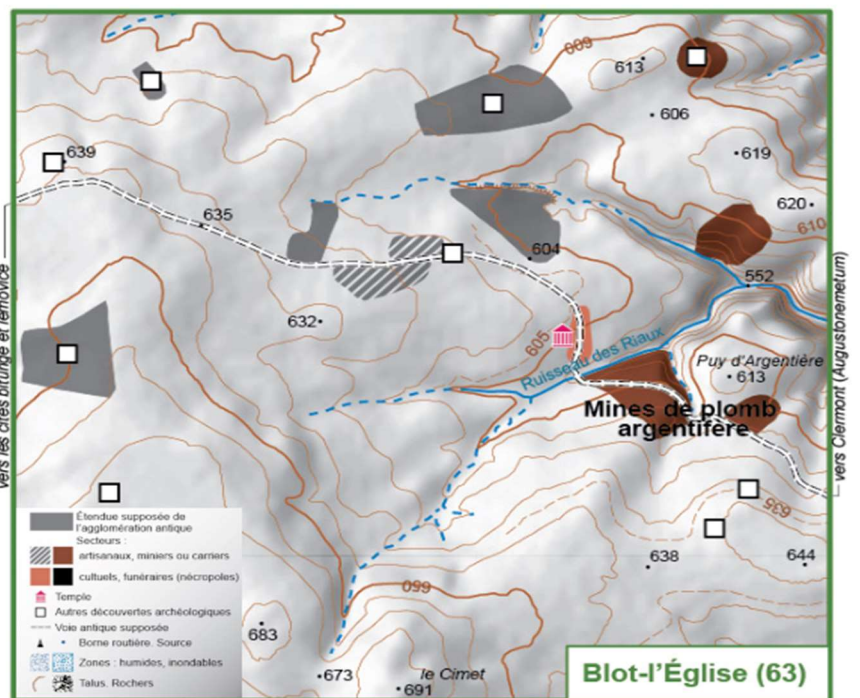 609
613
606
639
619
635
620
610
604
552
632
605
Ruisseau des Riaux
Puy d'Argentière
613
Mines de plomb
argentifère
vers les cités biturige et lémovice
vers Clermont (Augustonemetum)
635
638
644
650
683
673
le Cimet
691
Étendue supposée de
l'agglomération antique
Secteurs :
artisanaux, miniers ou carriers
cultuels, funéraires (nécropoles)
Temple
Autres découvertes archéologiques
Voie antique supposée
Borne routière. Source
Zones : humides, inondables
Talus. Rochers
Blot-l'Église (63)